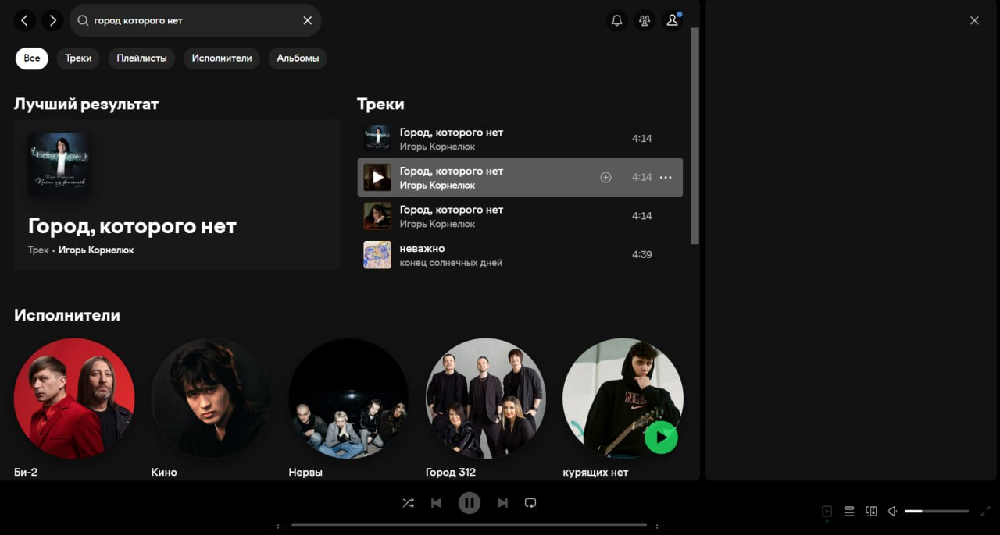 город которого нет
Все
Треки
Плейлисты
Исполнители
Альбомы
Лучший результат
Город, которого нет
Трек • Игорь Корнелюк
Треки
Город, которого нет
Игорь Корнелюк
4:14
Город, которого нет
Игорь Корнелюк
4:14
Город, которого нет
Игорь Корнелюк
4:14
неважно
конец солнечных дней
4:39
Исполнители
Би-2
Кино
Нервы
Город 312
курящих нет
-:--
-:--